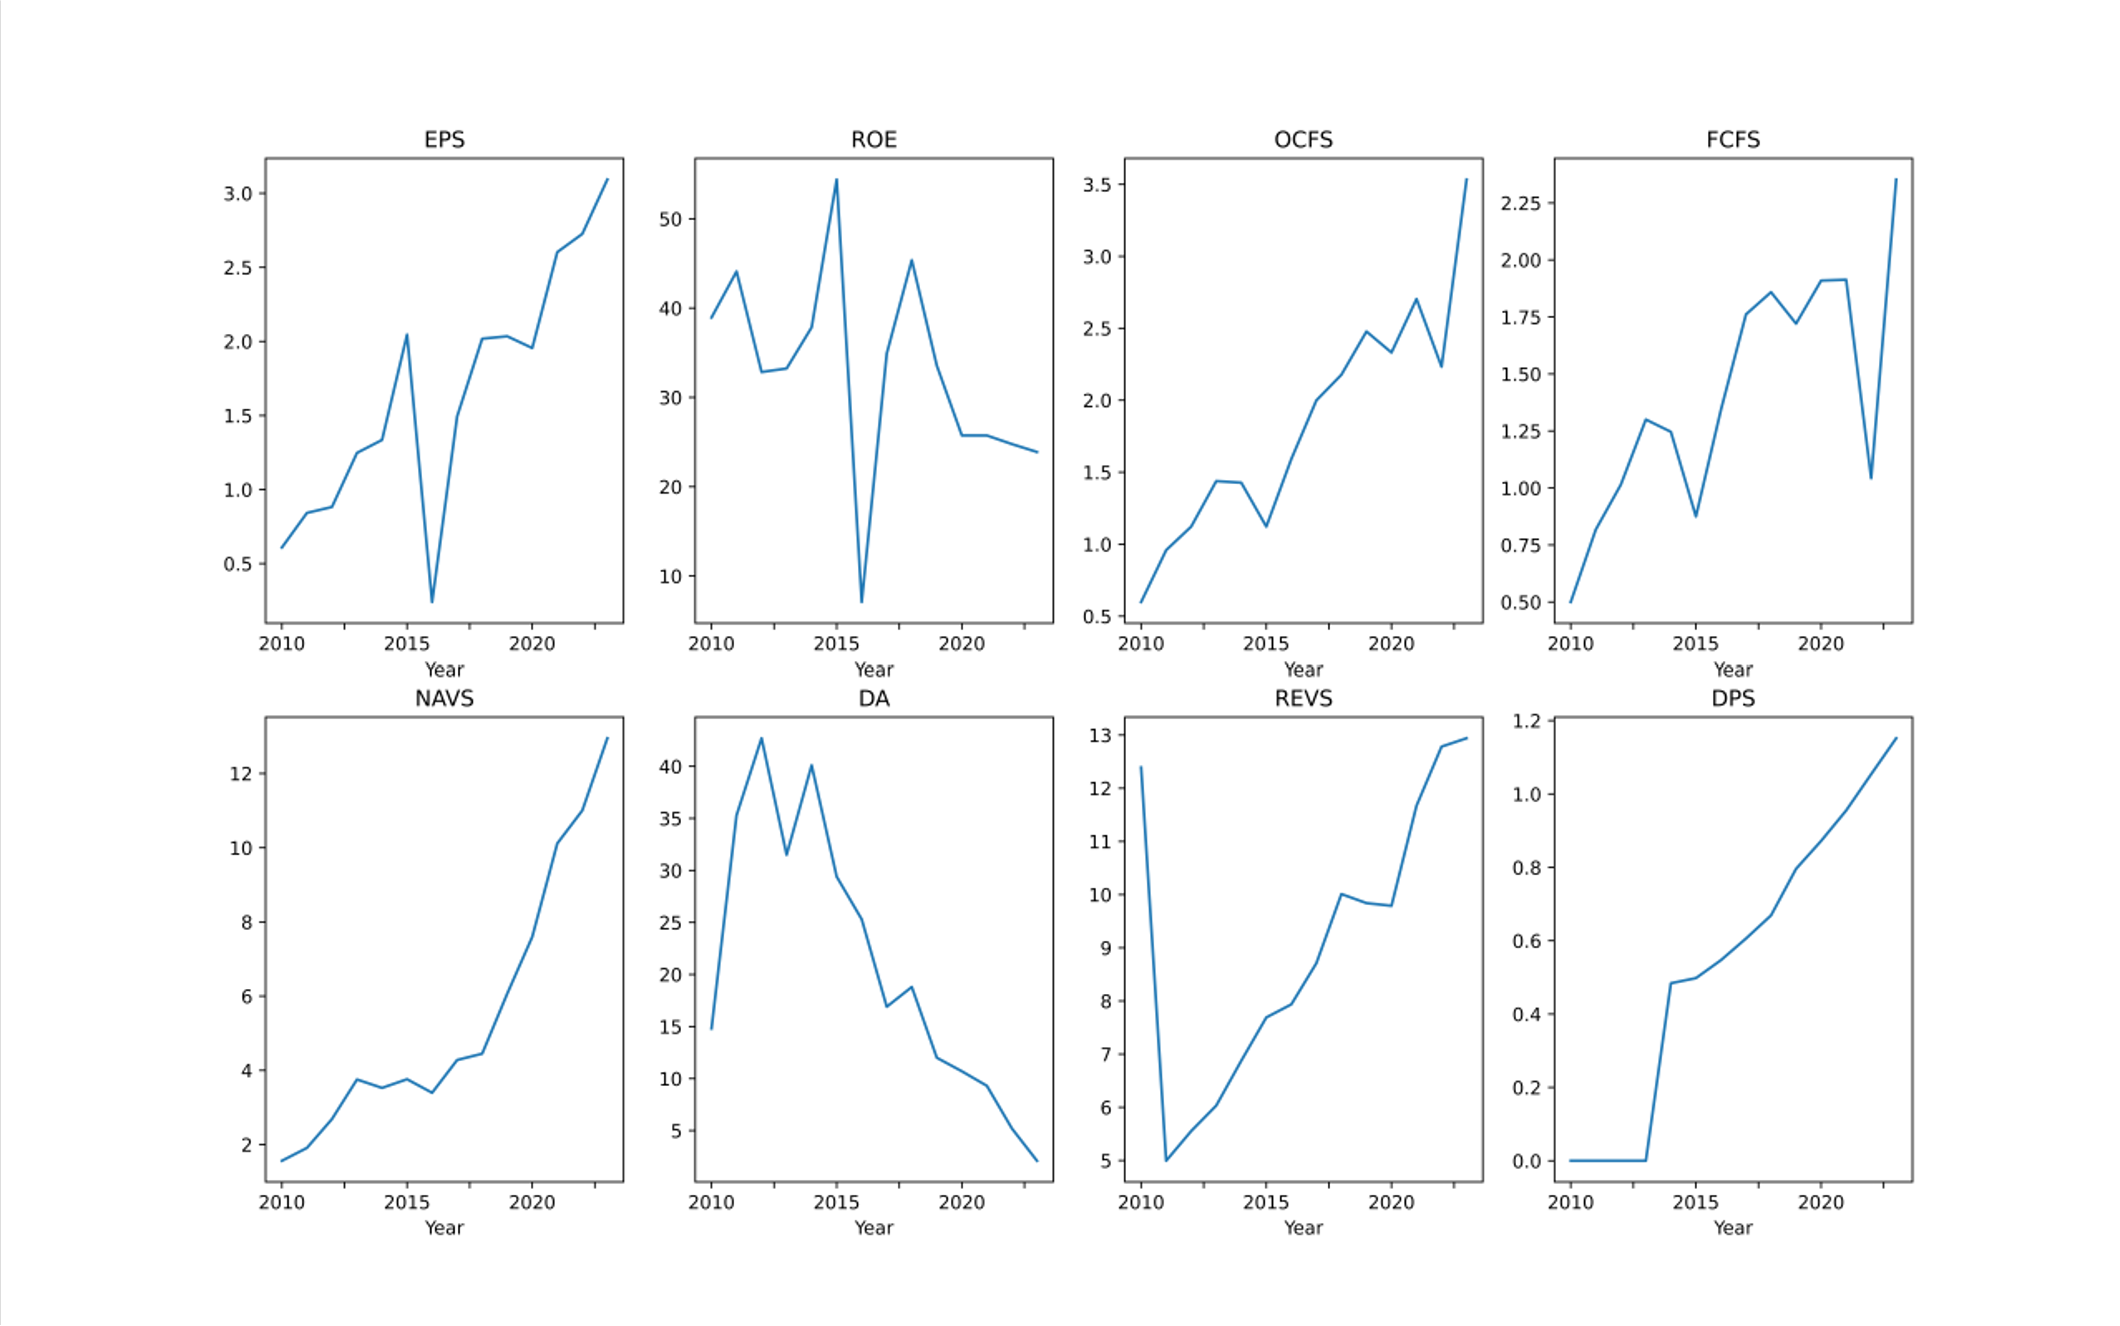 EPS ROE OCFS FCFS
3.0 50 3.5 2.25
2.5 40 3.0 2.00
2.0 30 2.5 1.75
1.5 20 2.0 1.50
1.0 10 1.5 1.25
0.5 1.0 1.00
0.5 0.75
0.50
2010 2015 2020 2010 2015 2020 2010 2015 2020 2010 2015 2020
Year Year Year Year
NAVS DA REVS DPS
12 40 13 1.2
10 35 12 1.0
8 30 11 0.8
6 25 10 0.6
4 20 9 0.4
2 15 8 0.2
10 7 0.0
5 6
5
2010 2015 2020 2010 2015 2020 2010 2015 2020 2010 2015 2020
Year Year Year Year